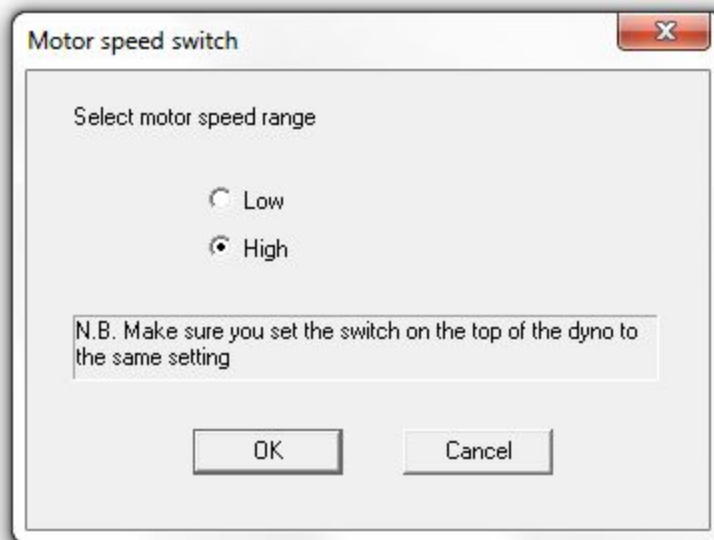 Motor speed switch
Select motor speed range
Low
High
N.B. Make sure you set the switch on the top of the dyno to
the same setting
OK
Cancel